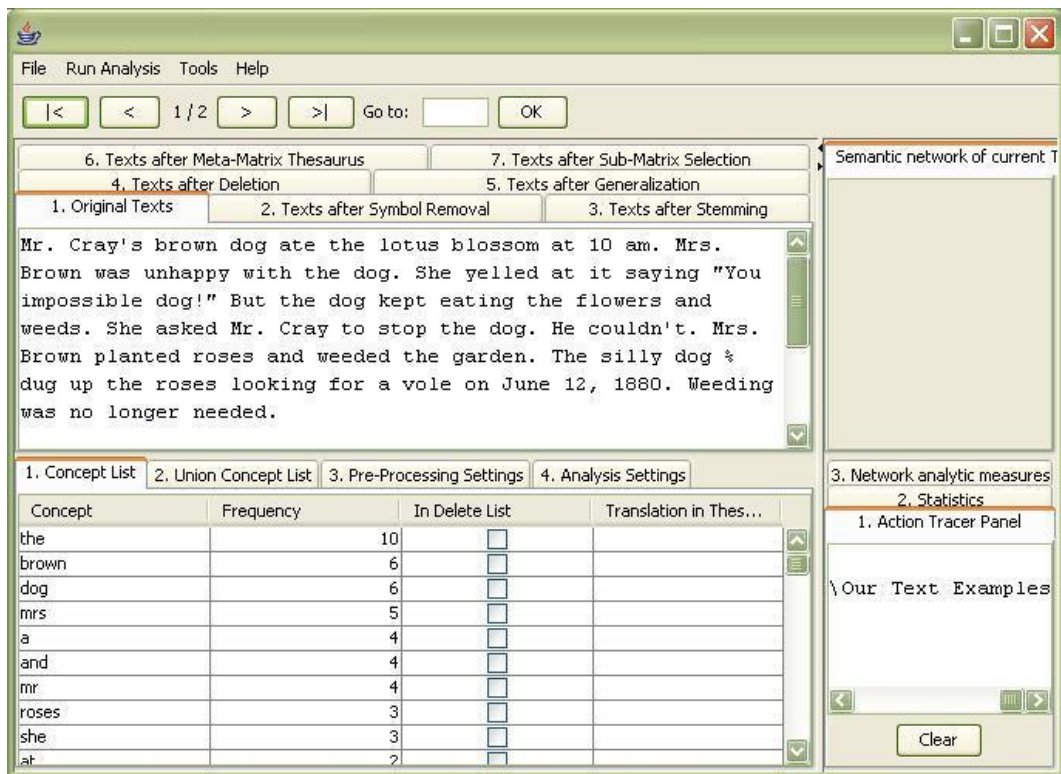 File Run Analysis Tools Help
|< < 1 / 2 > >| Go to: OK
6. Texts after Meta-Matrix Thesaurus 7. Texts after Sub-Matrix Selection
4. Texts after Deletion 5. Texts after Generalization
1. Original Texts 2. Texts after Symbol Removal 3. Texts after Stemming
Mr. Cray's brown dog ate the lotus blossom at 10 am. Mrs.
Brown was unhappy with the dog. She yelled at it saying "You
impossible dog!" But the dog kept eating the flowers and
weeds. She asked Mr. Cray to stop the dog. He couldn't. Mrs.
Brown planted roses and weeded the garden. The silly dog %
dug up the roses looking for a vole on June 12, 1880. Weeding
was no longer needed.
Semantic network of current T
1. Concept List 2. Union Concept List 3. Pre-Processing Settings 4. Analysis Settings
Concept Frequency In Delete List Translation in Thes...
the 10
brown 6
dog 6
mrs 5
a 4
and 4
mr 4
roses 3
she 3
at 2
3. Network analytic measures
2. Statistics
1. Action Tracer Panel
\Our Text Examples
Clear